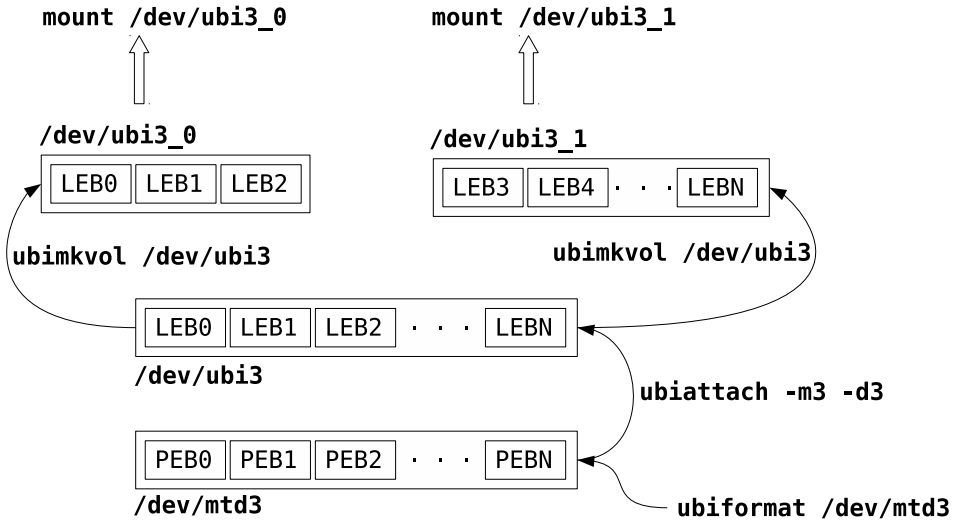 mount /dev/ubi3_0
mount /dev/ubi3_1
/dev/ubi3_0
/dev/ubi3_1
LEB0 LEB1 LEB2
LEB3 LEB4 · · · LEBN
ubimkvol /dev/ubi3
ubimkvol /dev/ubi3
LEB0 LEB1 LEB2 · · · LEBN
/dev/ubi3
ubiattach -m3 -d3
PEB0 PEB1 PEB2 · · · PEBN
/dev/mtd3
ubiformat /dev/mtd3